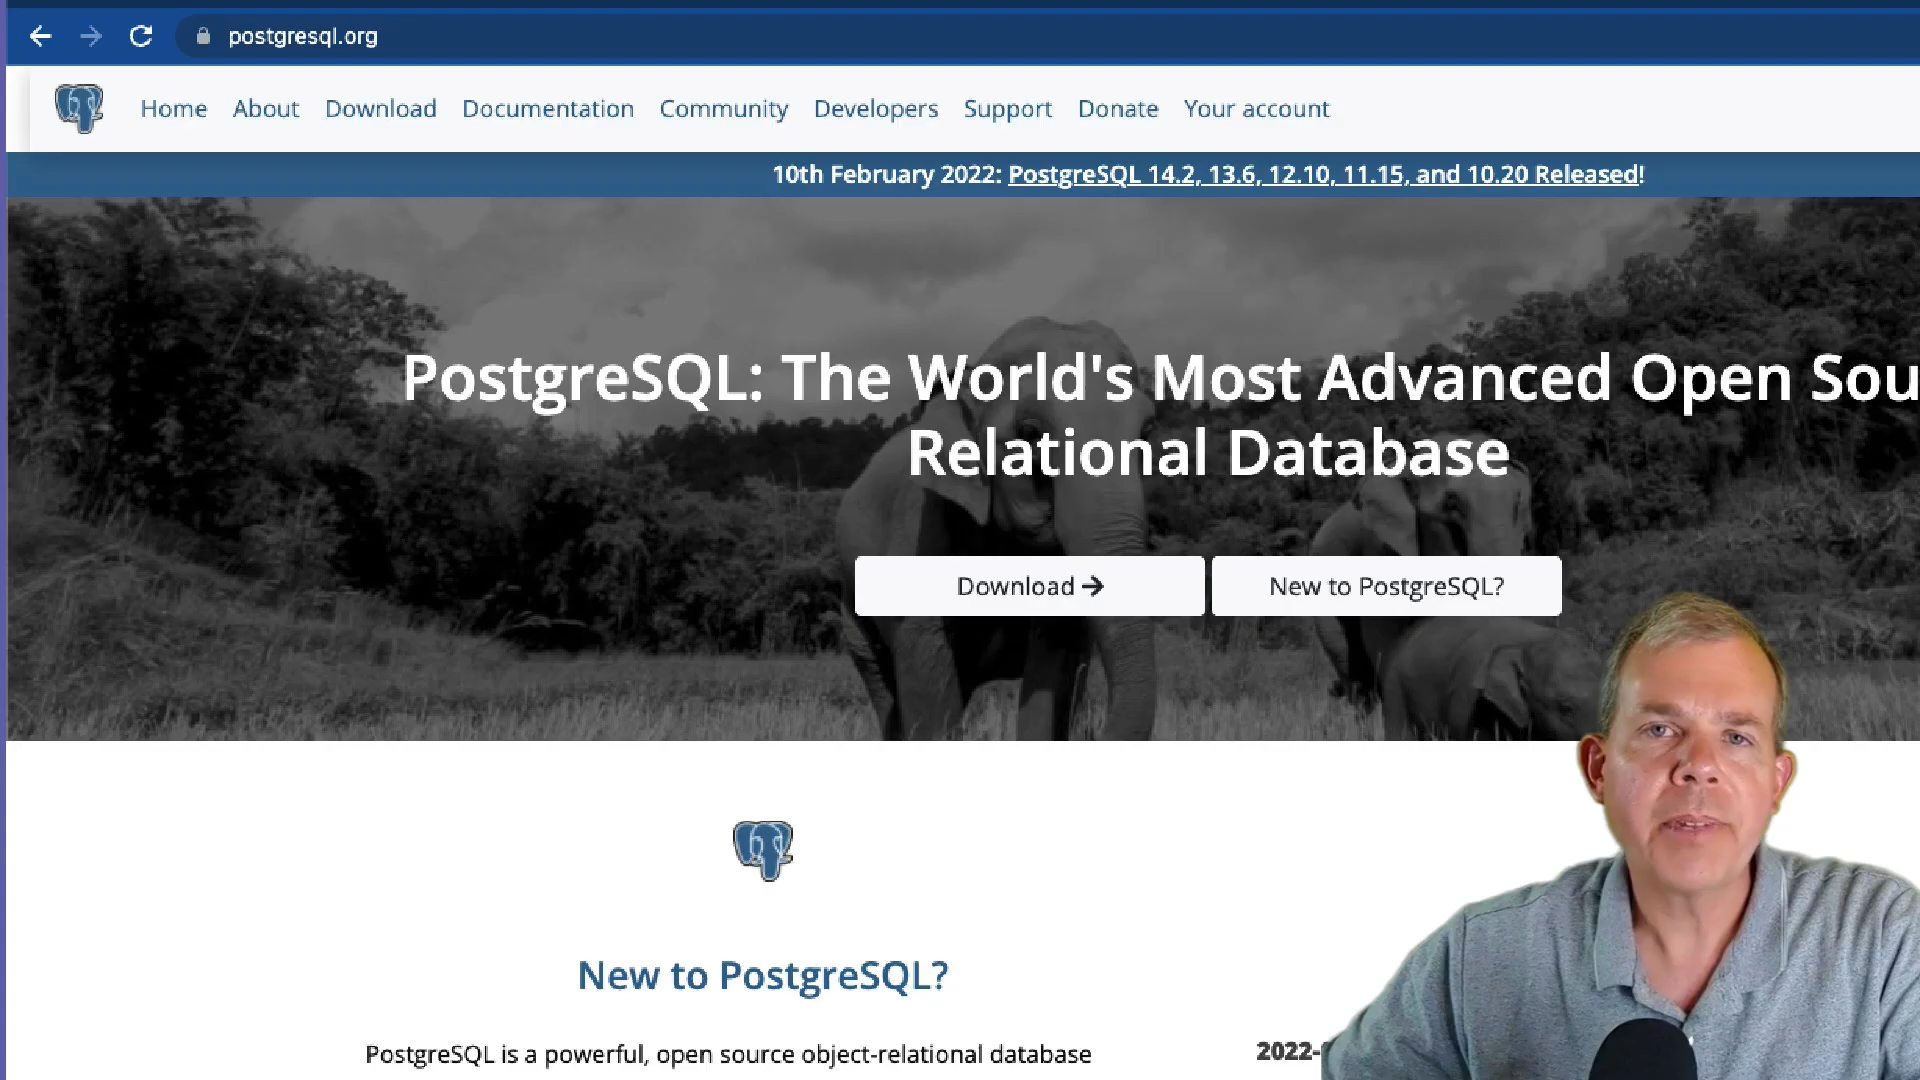 postgresql.org
Home About Download Documentation Community Developers Support Donate Your account
10th February 2022: PostgreSQL 14.2, 13.6, 12.10, 11.15, and 10.20 Released!
PostgreSQL: The World's Most Advanced Open Sou
Relational Database
Download → New to PostgreSQL?
New to PostgreSQL?
PostgreSQL is a powerful, open source object-relational database
2022-